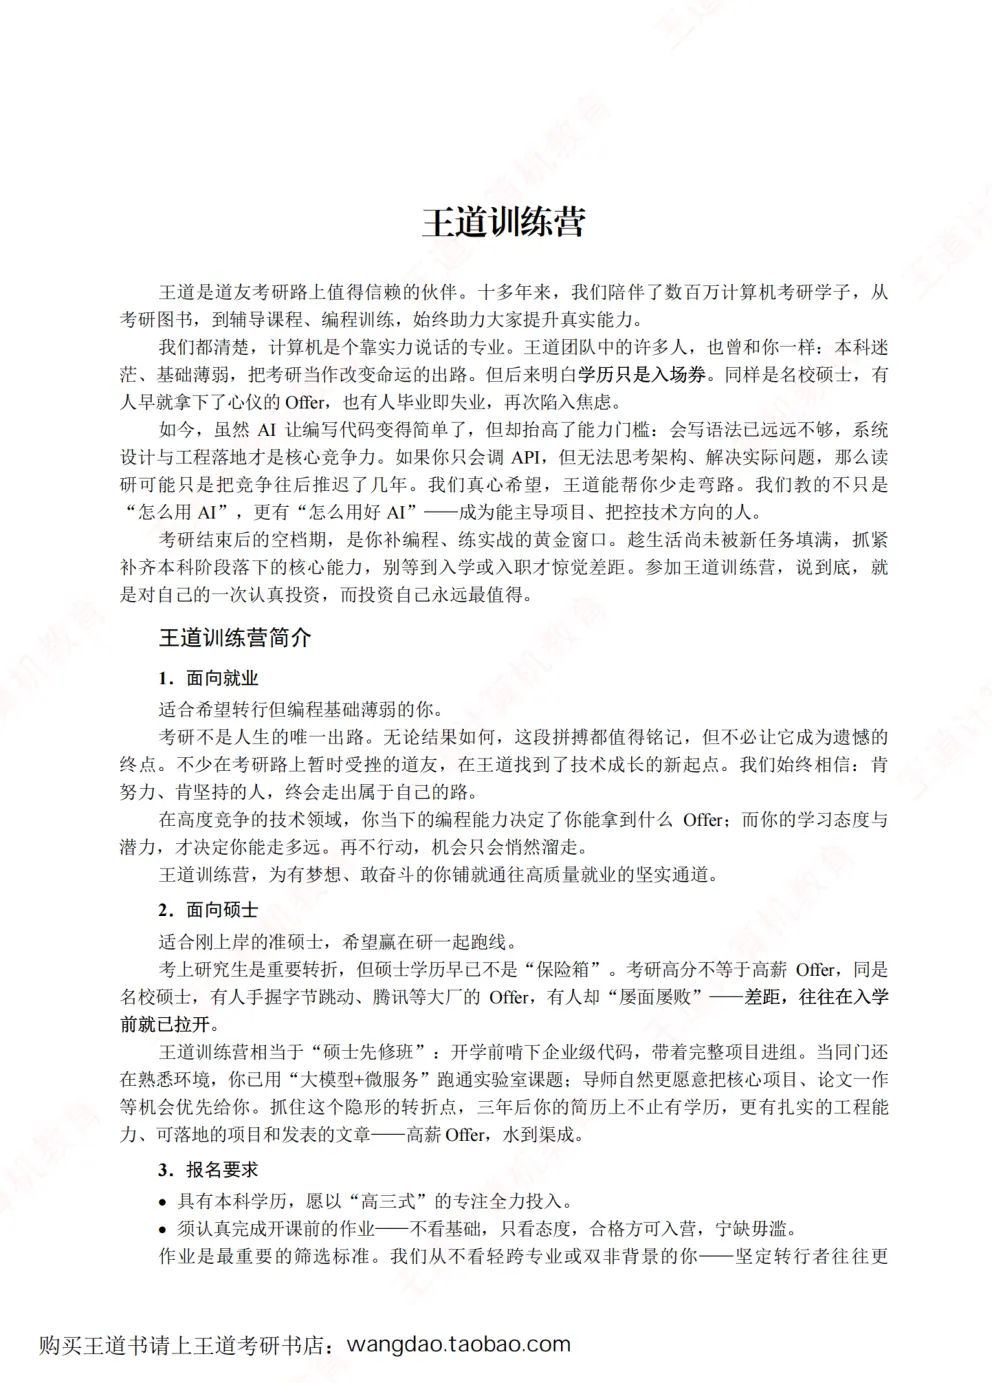 王道训练营
王道是道友考研路上值得信赖的伙伴。十多年来，我们陪伴了数百万计算机考研学子，从
考研图书，到辅导课程、编程训练，始终助力大家提升真实能力。
我们都清楚，计算机是个靠实力说话的专业。王道团队中的许多人，也曾和你一样：本科迷
茫、基础薄弱，把考研当作改变命运的出路。但后来明白学历只是入场券。同样是名校硕士，有
人早就拿下了心仪的 Offer，也有人毕业即失业，再次陷入焦虑。
如今，虽然 AI 让编写代码变得简单了，但却抬高了能力门槛：会写语法已远远不够，系统
设计与工程落地才是核心竞争力。如果你只会调 API，但无法思考架构、解决实际问题，那么读
研可能只是把竞争往后推迟了几年。我们真心希望，王道能帮你少走弯路。我们教的不只是
“怎么用 AI”，更有“怎么用好 AI”——成为能主导项目、把控技术方向的人。
考研结束后的空档期，是你补编程、练实战的黄金窗口。趁生活尚未被新任务填满，抓紧
补齐本科阶段落下的核心能力，别等到入学或入职才惊觉差距。参加王道训练营，说到底，就
是对自己的一次认真投资，而投资自己永远最值得。
王道训练营简介
1．面向就业
适合希望转行但编程基础薄弱的你。
考研不是人生的唯一出路。无论结果如何，这段拼搏都值得铭记，但不必让它成为遗憾的
终点。不少在考研路上暂时受挫的道友，在王道找到了技术成长的新起点。我们始终相信：肯
努力、肯坚持的人，终会走出属于自己的路。
在高度竞争的技术领域，你当下的编程能力决定了你能拿到什么 Offer；而你的学习态度与
潜力，才决定你能走多远。再不行动，机会只会悄然溜走。
王道训练营，为有梦想、敢奋斗的你铺就通往高质量就业的坚实通道。
2．面向硕士
适合刚上岸的准硕士，希望赢在研一起跑线。
考上研究生是重要转折，但硕士学历早已不是“保险箱”。考研高分不等于高薪 Offer，同是
名校硕士，有人手握字节跳动、腾讯等大厂的 Offer，有人却“屡面屡败”——差距，往往在入学
前就已拉开。
王道训练营相当于“硕士先修班”：开学前啃下企业级代码，带着完整项目进组。当同门还
在熟悉环境，你已用“大模型+微服务”跑通实验室课题；导师自然更愿意把核心项目、论文一作
等机会优先给你。抓住这个隐形的转折点，三年后你的简历上不止有学历，更有扎实的工程能
力、可落地的项目和发表的文章——高薪 Offer，水到渠成。
3．报名要求
• 具有本科学历，愿以“高三式”的专注全力投入。
• 须认真完成开课前的作业——不看基础，只看态度，合格方可入营，宁缺毋滥。
作业是最重要的筛选标准。我们从不看轻跨专业或双非背景的你——坚定转行者往往更
购买王道书请上王道考研书店：wangdao.taobao.com